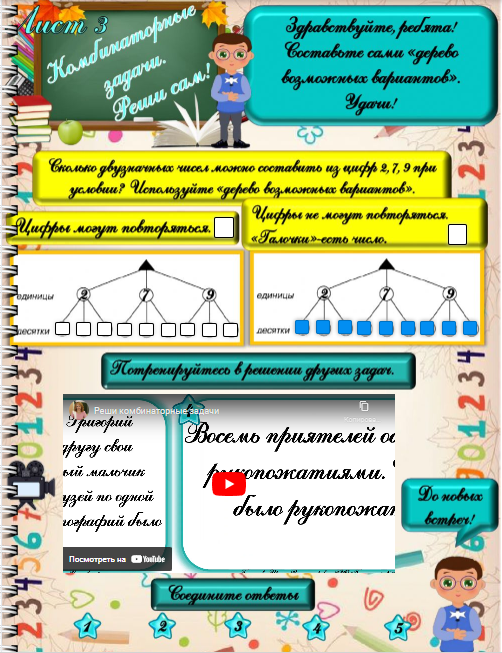 Лист 3
Комбинаторные
задачи.
Реши сам!
Здравствуйте, ребята!
Составьте сами «дерево
возможных вариантов».
Удачи!
Сколько двузначных чисел можно составить из цифр 2, 7, 9 при
условии? Используйте «дерево возможных вариантов».
Цифры могут повторяться.
Цифры не могут повторяться.
«Галочки»-есть число.
единицы
2 7 9
десятки
единицы
2 7 9
десятки
Потренируйтесь в решении других задач.
Реши комбинаторные задачи
Григорий
другу свои
ый мальчик
узей по одной
тографий было
Восемь приятелей об
рукопожатиями.
было рукопожат
Посмотреть на YouTube
До новых
встреч!
Соедините ответы
1 2 3 4 5